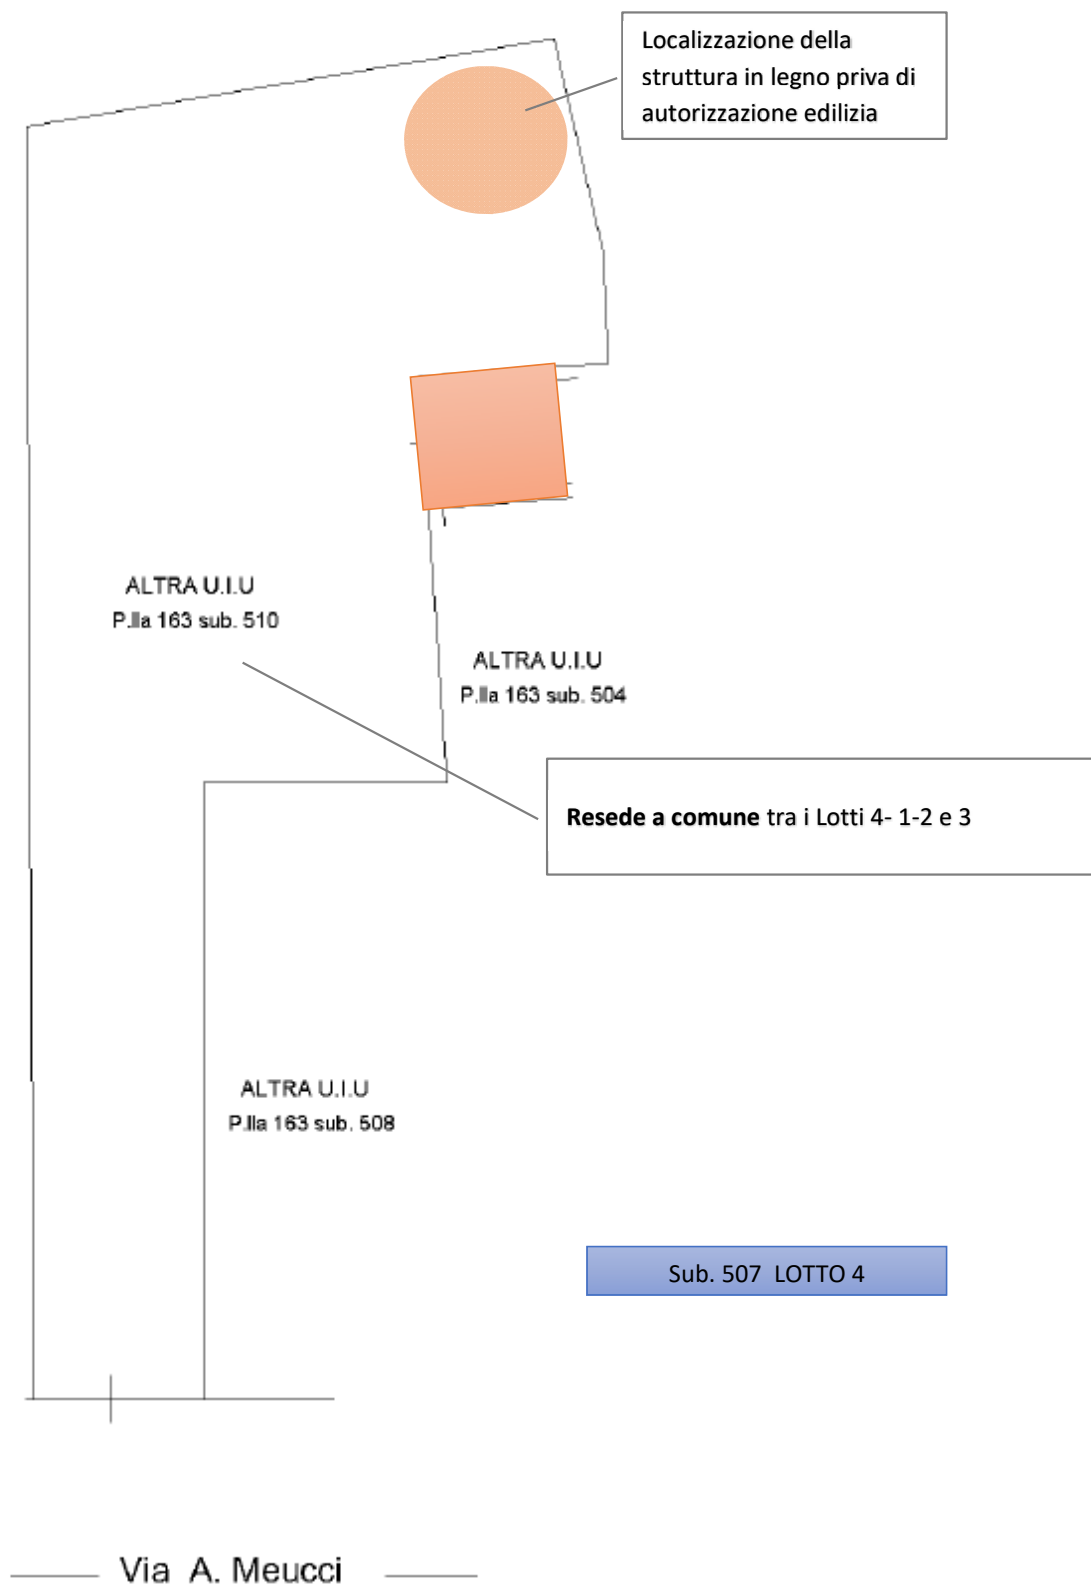 Localizzazione della
struttura in legno priva di
autorizzazione edilizia
ALTRA U.I.U
P.lla 163 sub. 510
ALTRA U.I.U
P.lla 163 sub. 504
Resede a comune tra i Lotti 4- 1-2 e 3
ALTRA U.I.U
P.lla 163 sub. 508
Sub. 507 LOTTO 4
Via A. Meucci